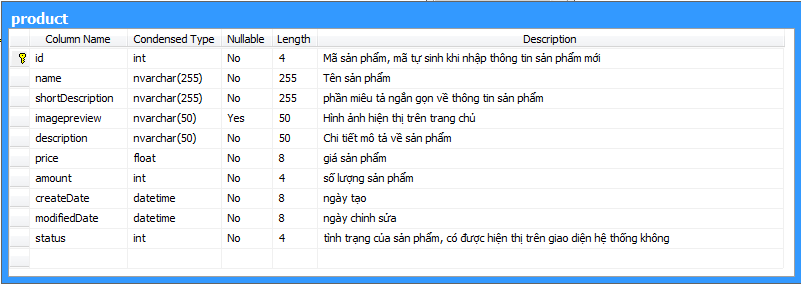 product
Column Name Condensed Type Nullable Length Description
id int No 4 Mã sản phẩm, mã tự sinh khi nhập thông tin sản phẩm mới
name nvarchar(255) No 255 Tên sản phẩm
shortDescription nvarchar(255) No 255 phần miêu tả ngắn gọn về thông tin sản phẩm
imagepreview nvarchar(50) Yes 50 Hình ảnh hiện thị trên trang chủ
description nvarchar(50) No 50 Chi tiết mô tả về sản phẩm
price float No 8 giá sản phẩm
amount int No 4 số lượng sản phẩm
createDate datetime No 8 ngày tạo
modifiedDate datetime No 8 ngày chinh sửa
status int No 4 tình trạng của sản phẩm, có được hiện thị trên giao diện hệ thống không